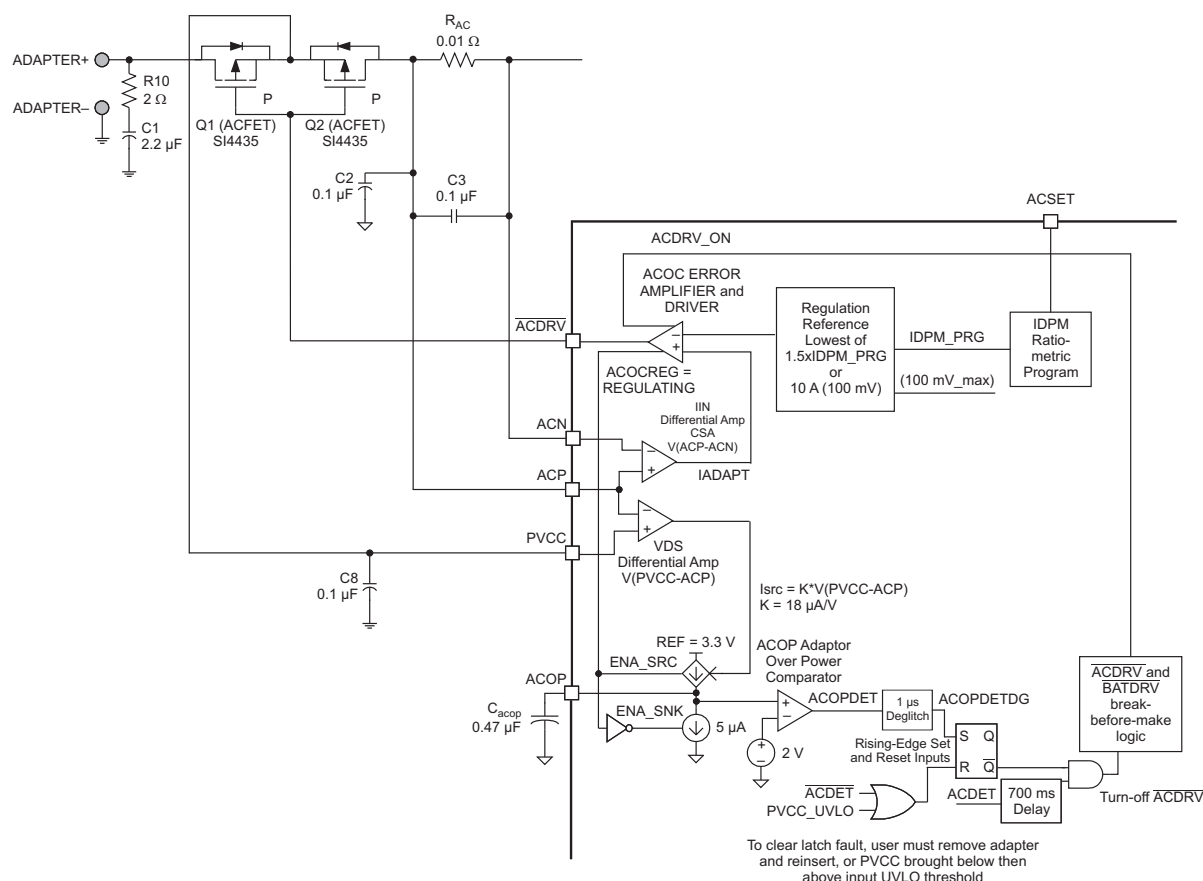 R_AC
0.01 Ω
ADAPTER+
R10
2 Ω
P
P
ADAPTER–
C1
2.2 µF
Q1 (ACFET)
SI4435
Q2 (ACFET)
SI4435
C2
0.1 µF
C3
0.1 µF
ACSET
ACDRV_ON
ACOC ERROR
AMPLIFIER and
DRIVER
Regulation
Reference
Lowest of
1.5xIDPM_PRG
or
10 A (100 mV)
IDPM_PRG
(100 mV_max)
IDPM
Ratio-
metric
Program
ACDRV
–
+
ACOCREG =
REGULATING
IIN
Differential Amp
CSA
V(ACP-ACN)
ACN
–
+
IADAPT
ACP
–
+
PVCC
VDS
Differential Amp
V(PVCC-ACP)
C8
0.1 µF
Isrc = K*V(PVCC-ACP)
K = 18 µA/V
REF = 3.3 V
ENA_SRC
ACOP Adaptor
Over Power
Comparator
ACOP
C_acop
0.47 µF
ENA_SNK
5 µA
+
–
+
–
2 V
ACOPDET
1 µs
Deglitch
ACOPDETDG
Rising-Edge Set
and Reset Inputs
S Q
R Q
ACDRV and
BATDRV
break-
before-make
logic
ACDET
PVCC_UVLO
ACDET
700 ms
Delay
Turn-off ACDRV
To clear latch fault, user must remove adapter
and reinsert, or PVCC brought below then
above input UVLO threshold